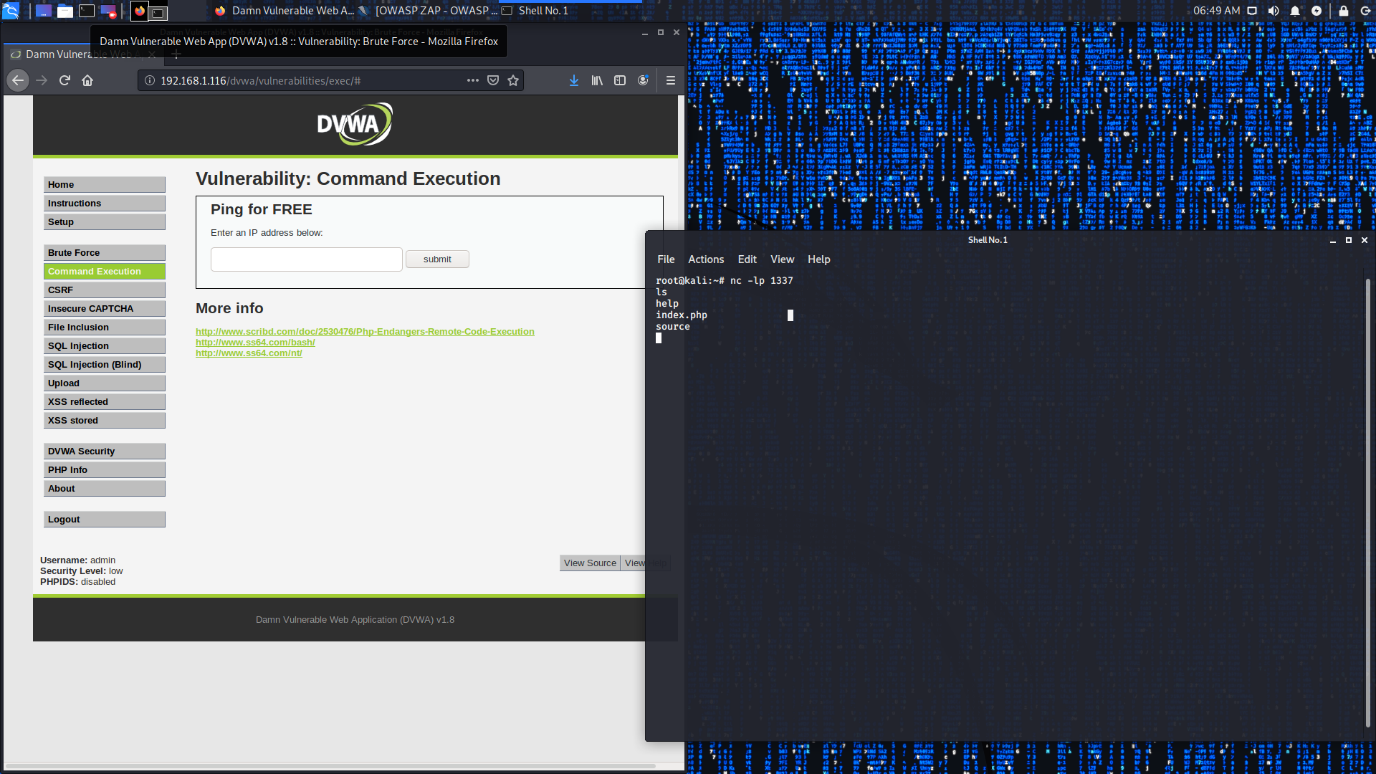 Damn Vulnerable Web A...
[OWASP ZAP - OWASP ...
Shell No. 1
06:49 AM
Damn Vulnerable Web App (DVWA) v1.8 :: Vulnerability: Brute Force - Mozilla Firefox
Damn Vulnerable Web
192.168.1.116/dvwa/vulnerabilities/exec/#
DVWA
Home
Instructions
Setup
Brute Force
Command Execution
CSRF
Insecure CAPTCHA
File Inclusion
SQL Injection
SQL Injection (Blind)
Upload
XSS reflected
XSS stored
DVWA Security
PHP Info
About
Logout
Vulnerability: Command Execution
Ping for FREE
Enter an IP address below:
submit
More info
http://www.scribd.com/doc/2530476/Php-Endangers-Remote-Code-Execution
http://www.ss64.com/bash/
http://www.ss64.com/nt/
Username: admin
Security Level: low
PHPIDS: disabled
View Source
View
Damn Vulnerable Web Application (DVWA) v1.8
Shell No. 1
File Actions Edit View Help
root@kali:~# nc -lp 1337
ls
help
index.php
source